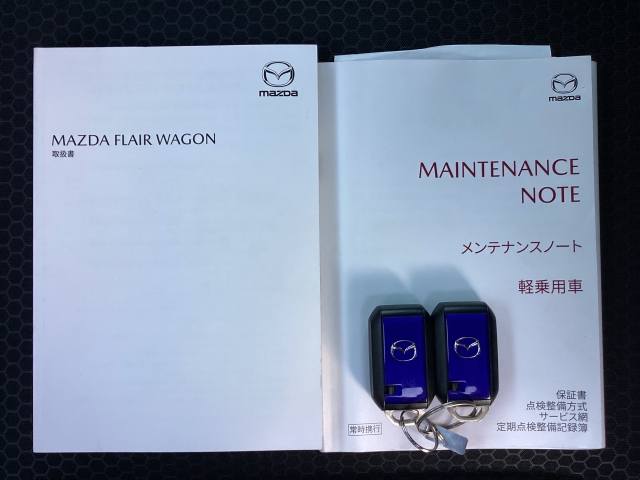 mazda
MAZDA FLAIR WAGON
取扱書
mazda
MAINTENANCE
NOTE
メンテナンスノート
軽乗用車
保証書
点検整備方式
サービス網
定期点検整備記録簿
常時携行